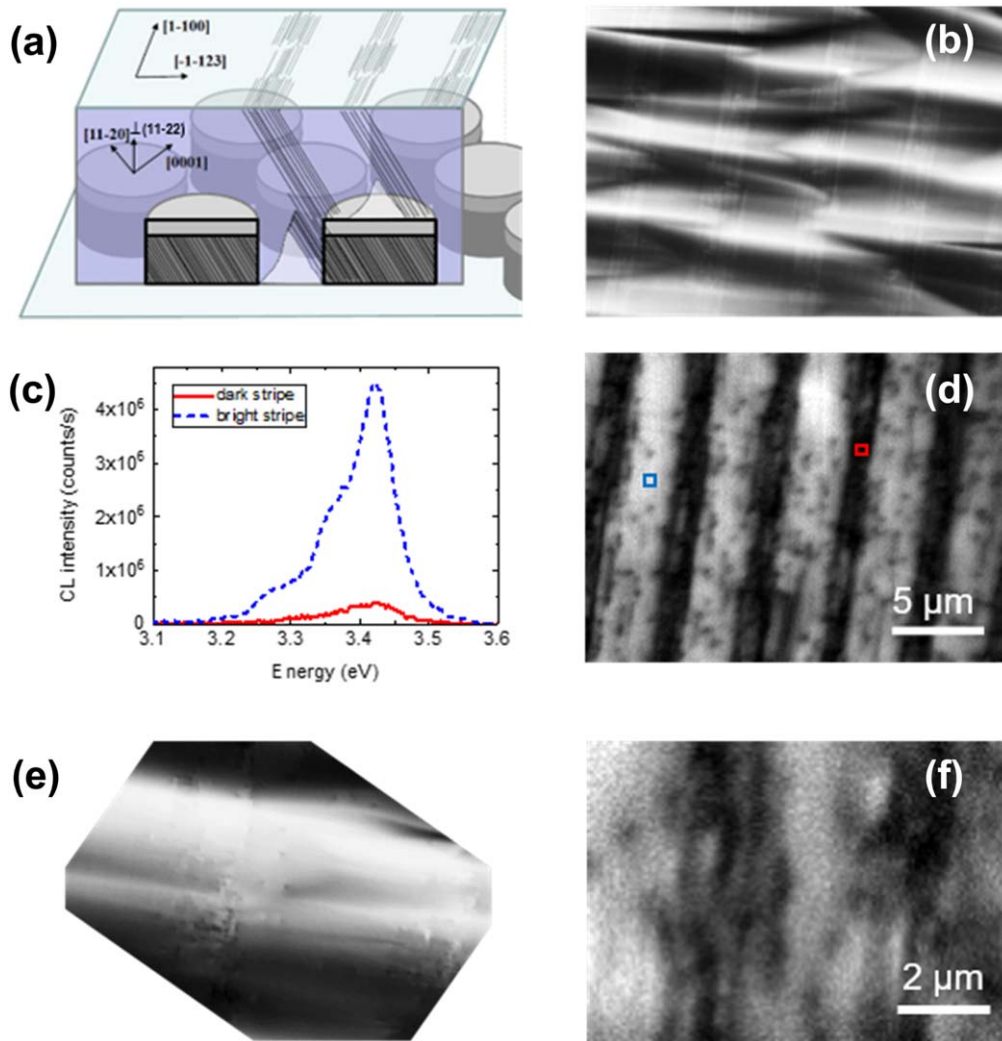 (a)
[1-100]
[-1-123]
[11-20]
⊥(11-22)
[0001]
(b)
(c)
CL intensity (counts/s)
4x10⁶
3x10⁶
2x10⁶
1x10⁶
0
dark stripe
bright stripe
3.1 3.2 3.3 3.4 3.5 3.6
Energy (eV)
(d)
5 µm
(e)
(f)
2 µm